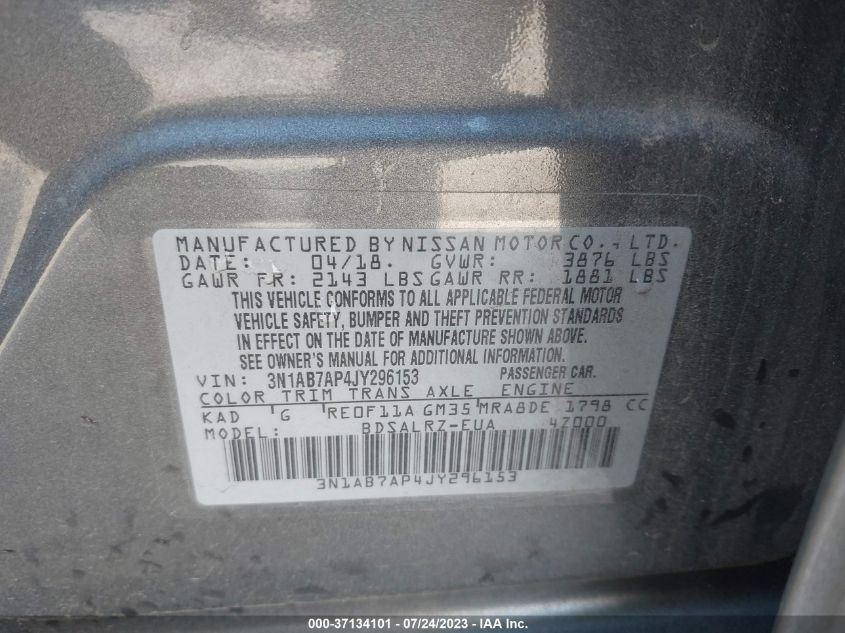 MANUFACTURED BY NISSAN MOTOR CO., LTD.
DATE: 04/18. GVWR: 3876 LBS
GAWR FR: 2143 LBS GAWR RR: 1881 LBS
THIS VEHICLE CONFORMS TO ALL APPLICABLE FEDERAL MOTOR
VEHICLE SAFETY, BUMPER AND THEFT PREVENTION STANDARDS
IN EFFECT ON THE DATE OF MANUFACTURE SHOWN ABOVE.
SEE OWNER'S MANUAL FOR ADDITIONAL INFORMATION.
VIN: 3N1AB7AP4JY296153 PASSENGER CAR.
COLOR TRIM TRANS AXLE ENGINE
KAD G RE0F11A GM35 MRA8DE 1798 CC
MODEL: BDSALRZ-EUA 4Z000
3N1AB7AP4JY296153
000-37134101 - 07/24/2023 - IAA Inc.